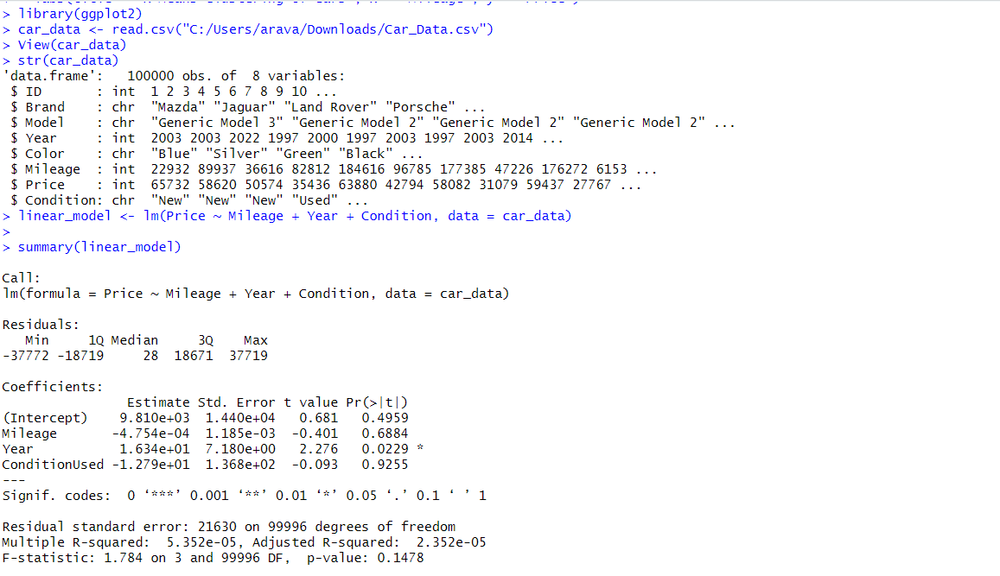 > library(ggplot2)
> car_data <- read.csv("C:/Users/arava/Downloads/Car_Data.csv")
> View(car_data)
> str(car_data)
'data.frame':   100000 obs. of  8 variables:
 $ ID       : int  1 2 3 4 5 6 7 8 9 10 ...
 $ Brand    : chr  "Mazda" "Jaguar" "Land Rover" "Porsche" ...
 $ Model    : chr  "Generic Model 3" "Generic Model 2" "Generic Model 2" "Generic Model 2" ...
 $ Year     : int  2003 2003 2022 1997 2000 1997 2003 1997 2003 2014 ...
 $ Color    : chr  "Blue" "Silver" "Green" "Black" ...
 $ Mileage  : int  22932 89937 36616 82812 184616 96785 177385 47226 176272 6153 ...
 $ Price    : int  65732 58620 50574 35436 63880 42794 58082 31079 59437 27767 ...
 $ Condition: chr  "New" "New" "New" "Used" ...
> linear_model <- lm(Price ~ Mileage + Year + Condition, data = car_data)
>
> summary(linear_model)
Call:
lm(formula = Price ~ Mileage + Year + Condition, data = car_data)
Residuals:
   Min     1Q Median     3Q    Max
-37772 -18719     28  18671  37719
Coefficients:
                Estimate Std. Error t value Pr(>|t|)
(Intercept)    9.810e+03  1.440e+04   0.681   0.4959
Mileage       -4.754e-04  1.185e-03  -0.401   0.6884
Year           1.634e+01  7.180e+00   2.276   0.0229 *
ConditionUsed -1.279e+01  1.368e+02  -0.093   0.9255
---
Signif. codes:  0 ‘***’ 0.001 ‘**’ 0.01 ‘*’ 0.05 ‘.’ 0.1 ‘ ’ 1
Residual standard error: 21630 on 99996 degrees of freedom
Multiple R-squared:  5.352e-05, Adjusted R-squared:  2.352e-05
F-statistic: 1.784 on 3 and 99996 DF,  p-value: 0.1478